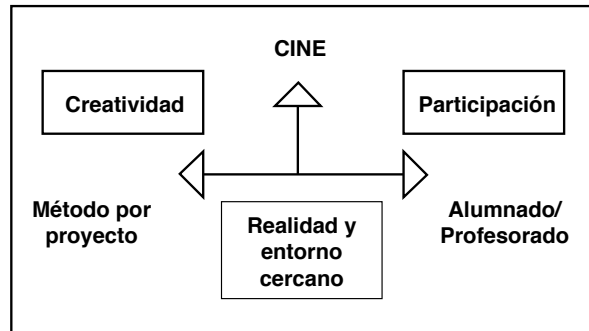 CINE
Creatividad
Participación
Método por
proyecto
Realidad y
entorno
cercano
Alumnado/
Profesorado